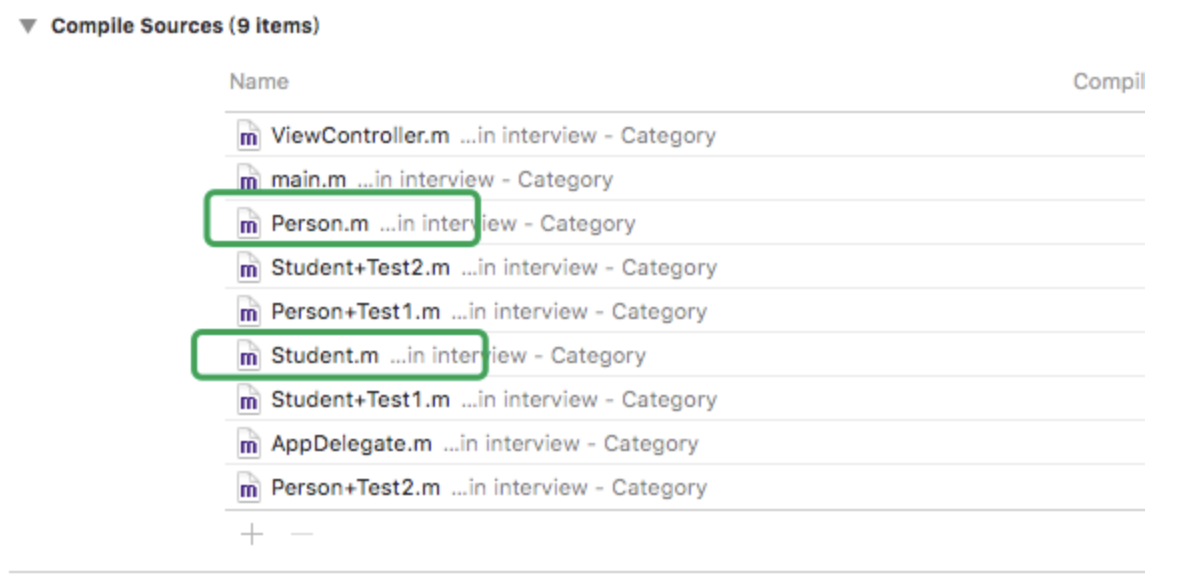 Compile Sources (9 items)
Name Compil
ViewController.m ...in interview - Category
main.m ...in interview - Category
Person.m ...in interview - Category
Student+Test2.m ...in interview - Category
Person+Test1.m ...in interview - Category
Student.m ...in interview - Category
Student+Test1.m ...in interview - Category
AppDelegate.m ...in interview - Category
Person+Test2.m ...in interview - Category